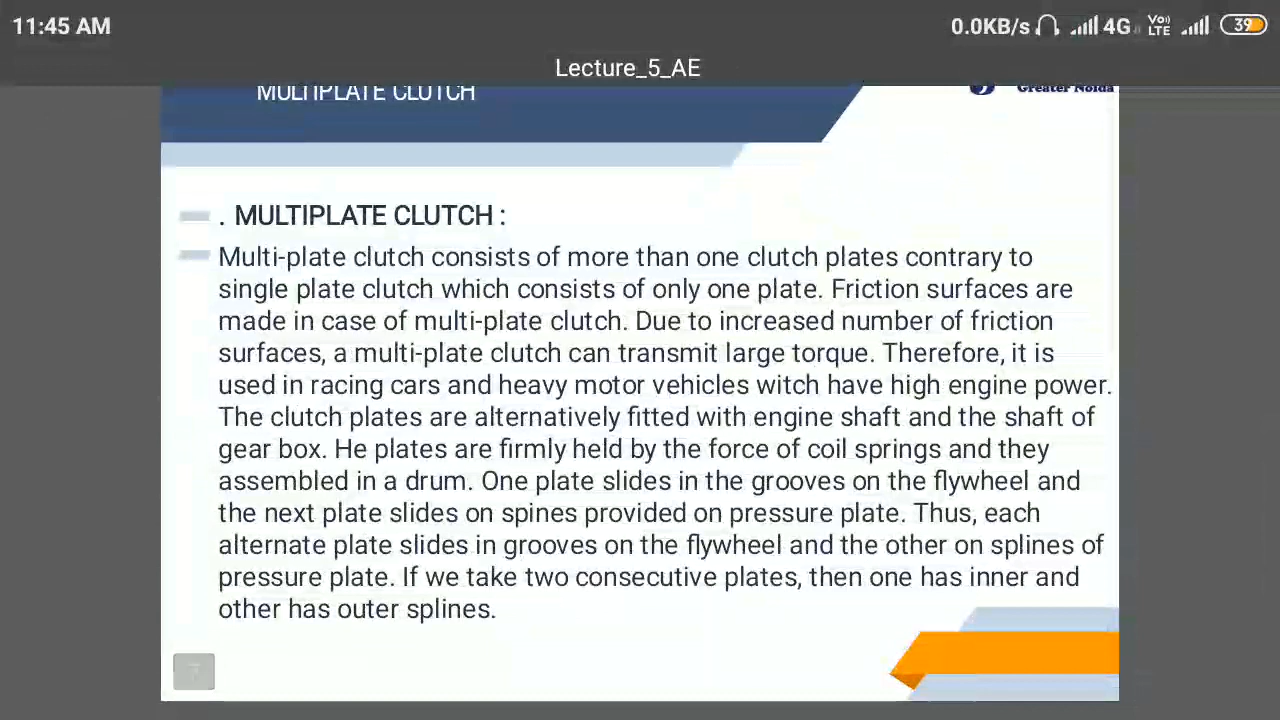 11:45 AM
0.0KB/s 4G Vo)) LTE 39
Lecture_5_AE
MULTIPLATE CLUTCH
Greater Noida
. MULTIPLATE CLUTCH :
Multi-plate clutch consists of more than one clutch plates contrary to
single plate clutch which consists of only one plate. Friction surfaces are
made in case of multi-plate clutch. Due to increased number of friction
surfaces, a multi-plate clutch can transmit large torque. Therefore, it is
used in racing cars and heavy motor vehicles witch have high engine power.
The clutch plates are alternatively fitted with engine shaft and the shaft of
gear box. He plates are firmly held by the force of coil springs and they
assembled in a drum. One plate slides in the grooves on the flywheel and
the next plate slides on spines provided on pressure plate. Thus, each
alternate plate slides in grooves on the flywheel and the other on splines of
pressure plate. If we take two consecutive plates, then one has inner and
other has outer splines.